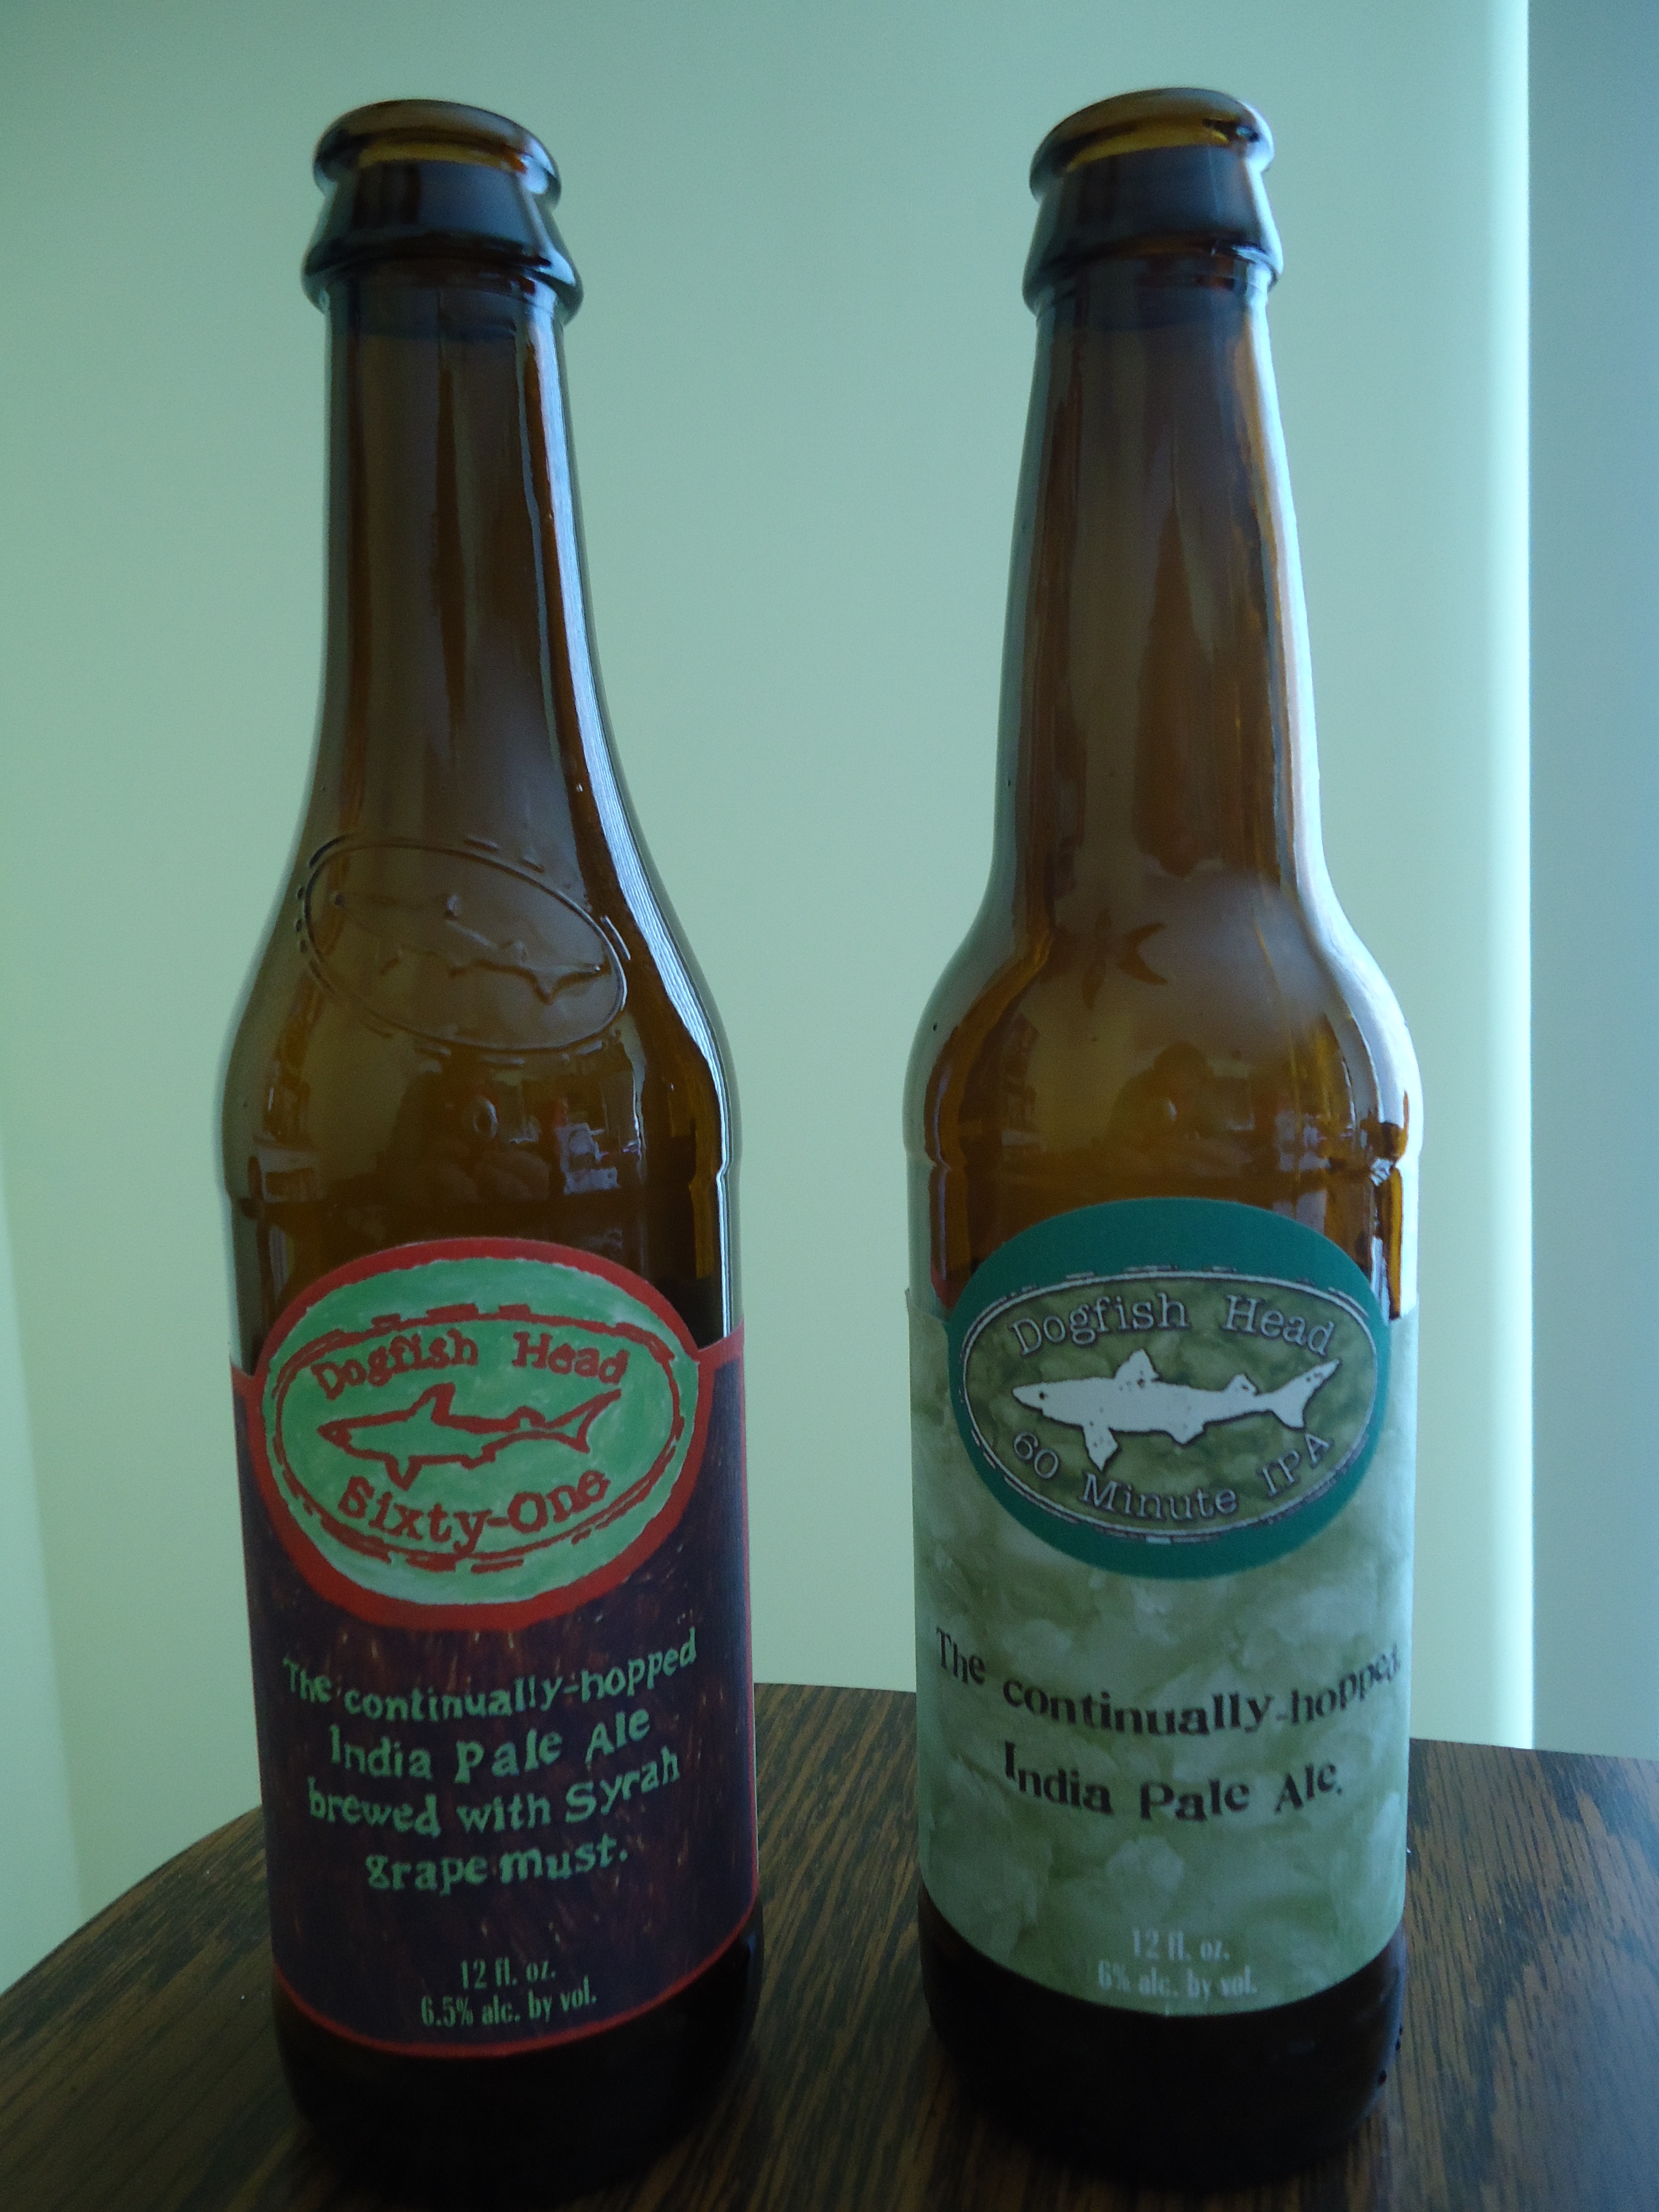 Dogfish Head
Sixty-One
The continually-hopped
India Pale Ale
brewed with Syrah
grape must.
12 fl. oz.
6.5% alc. by vol.
Dogfish Head
60 Minute IPA
The continually-hopped
India Pale Ale.
12 fl. oz.
6% alc. by vol.